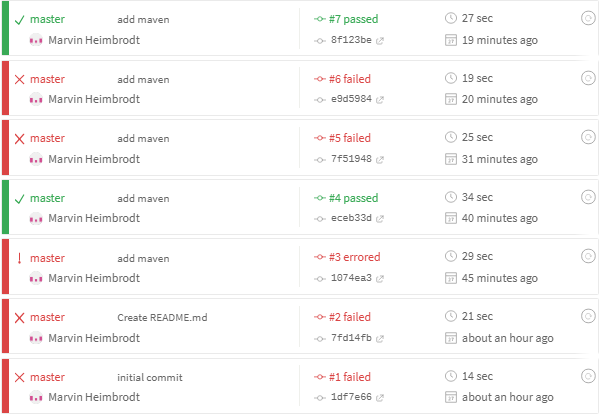 master add maven #7 passed 27 sec
Marvin Heimbrodt 8f123be 19 minutes ago
master add maven #6 failed 19 sec
Marvin Heimbrodt e9d5984 20 minutes ago
master add maven #5 failed 25 sec
Marvin Heimbrodt 7f51948 31 minutes ago
master add maven #4 passed 34 sec
Marvin Heimbrodt eceb33d 40 minutes ago
master add maven #3 errored 29 sec
Marvin Heimbrodt 1074ea3 45 minutes ago
master Create README.md #2 failed 21 sec
Marvin Heimbrodt 7fd14fb about an hour ago
master initial commit #1 failed 14 sec
Marvin Heimbrodt 1df7e66 about an hour ago